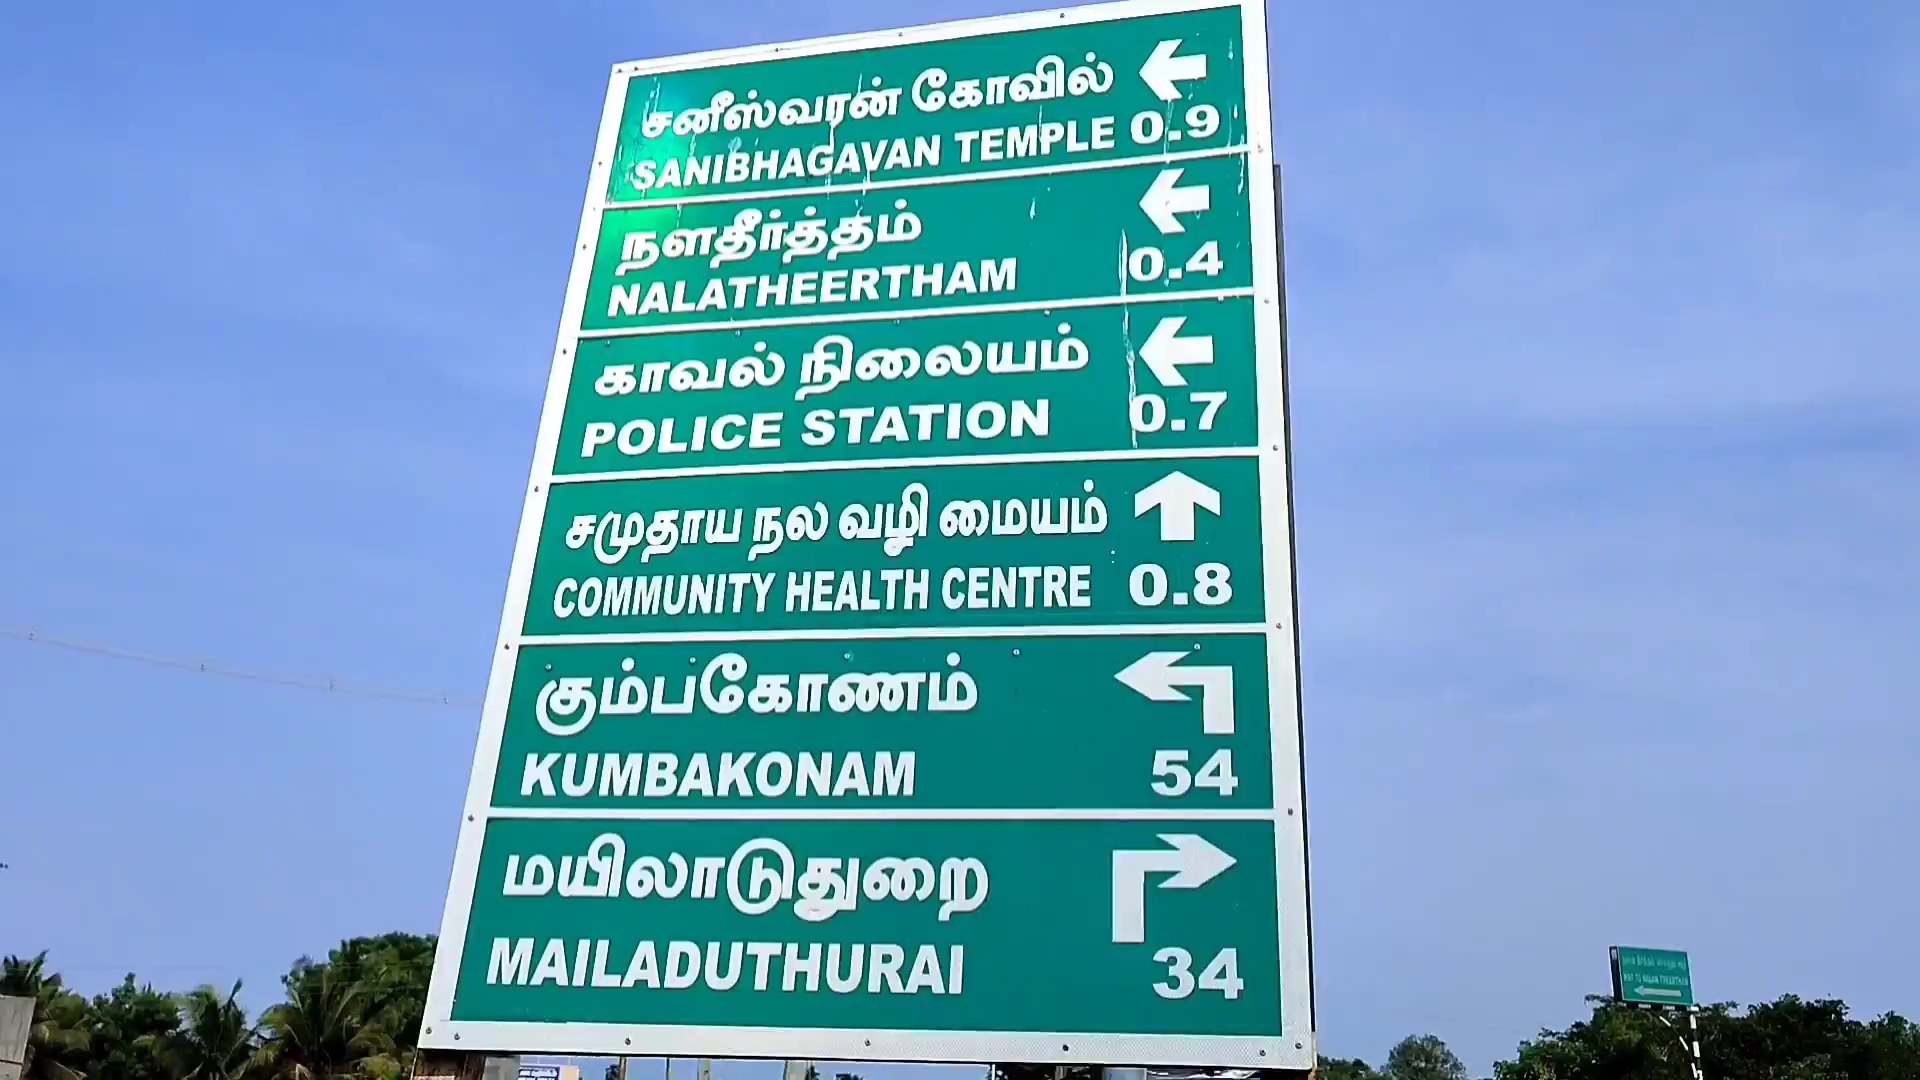 சனீஸ்வரன் கோவில்
SANIBHAGAVAN TEMPLE 0.9
நளதீர்த்தம்
NALATHEERTHAM 0.4
காவல் நிலையம்
POLICE STATION 0.7
சமுதாய நல வழி மையம்
COMMUNITY HEALTH CENTRE 0.8
கும்பகோணம்
KUMBAKONAM 54
மயிலாடுதுறை
MAILADUTHURAI 34